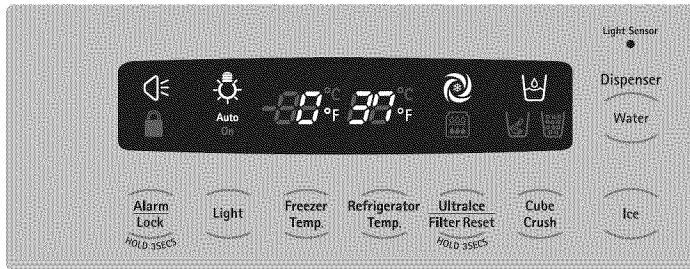 Light Sensor
Dispenser
Water
Auto
On
-88 °C
0 °F
37 °C
°F
Alarm
Lock
HOLD 3SECS
Light
Freezer
Temp.
Refrigerator
Temp.
UltraIce
Filter Reset
HOLD 3SECS
Cube
Crush
Ice